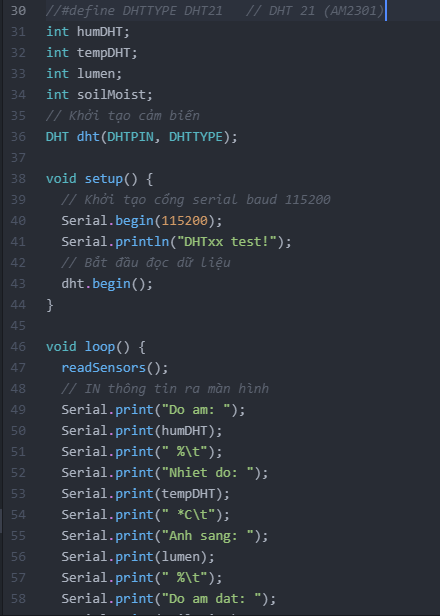 30 //#define DHTTYPE DHT21   // DHT 21 (AM2301)
31 int humDHT;
32 int tempDHT;
33 int lumen;
34 int soilMoist;
35 // Khởi tạo cảm biến
36 DHT dht(DHTPIN, DHTTYPE);
37
38 void setup() {
39   // Khởi tạo cổng serial baud 115200
40   Serial.begin(115200);
41   Serial.println("DHTxx test!");
42   // Bắt đầu đọc dữ liệu
43   dht.begin();
44 }
45
46 void loop() {
47   readSensors();
48   // IN thông tin ra màn hình
49   Serial.print("Do am: ");
50   Serial.print(humDHT);
51   Serial.print(" %\t");
52   Serial.print("Nhiet do: ");
53   Serial.print(tempDHT);
54   Serial.print(" *C\t");
55   Serial.print("Anh sang: ");
56   Serial.print(lumen);
57   Serial.print(" %\t");
58   Serial.print("Do am dat: ");